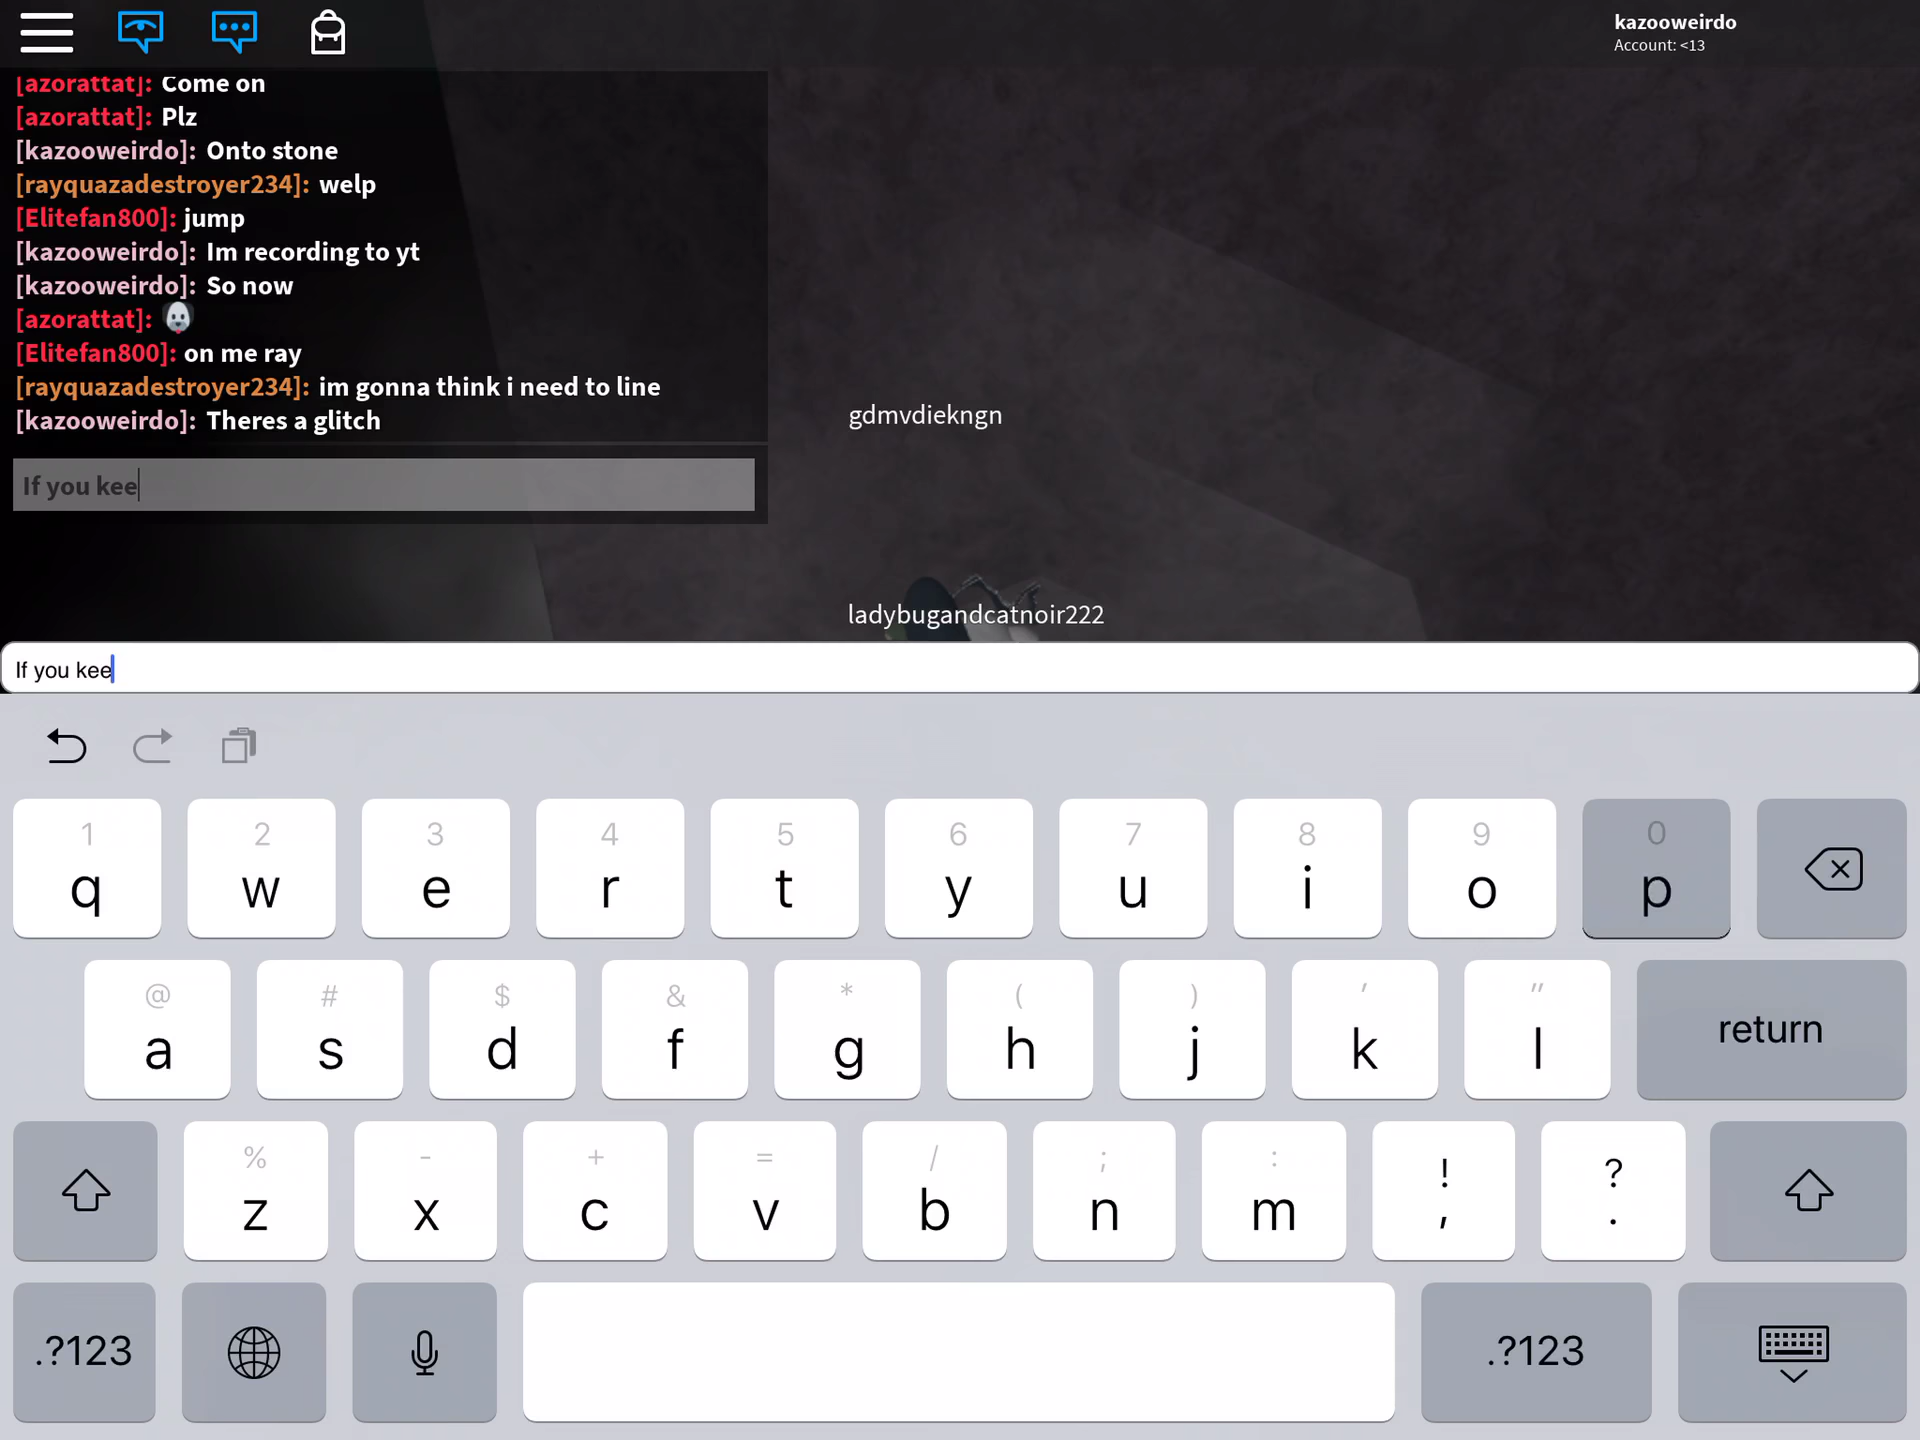 kazooweirdo
Account: <13
[azorattat]: Come on
[azorattat]: Plz
[kazooweirdo]: Onto stone
[rayquazadestroyer234]: welp
[Elitefan800]: jump
[kazooweirdo]: Im recording to yt
[kazooweirdo]: So now
[azorattat]:
[Elitefan800]: on me ray
[rayquazadestroyer234]: im gonna think i need to line
[kazooweirdo]: Theres a glitch
If you kee
gdmvdiekngn
ladybugandcatnoir222
If you kee
1 2 3 4 5 6 7 8 9 0
q w e r t y u i o p
@ # $ & * ( ) ' "
a s d f g h j k l return
% - + = / ; : ! ?
z x c v b n m , .
.?123 .?123